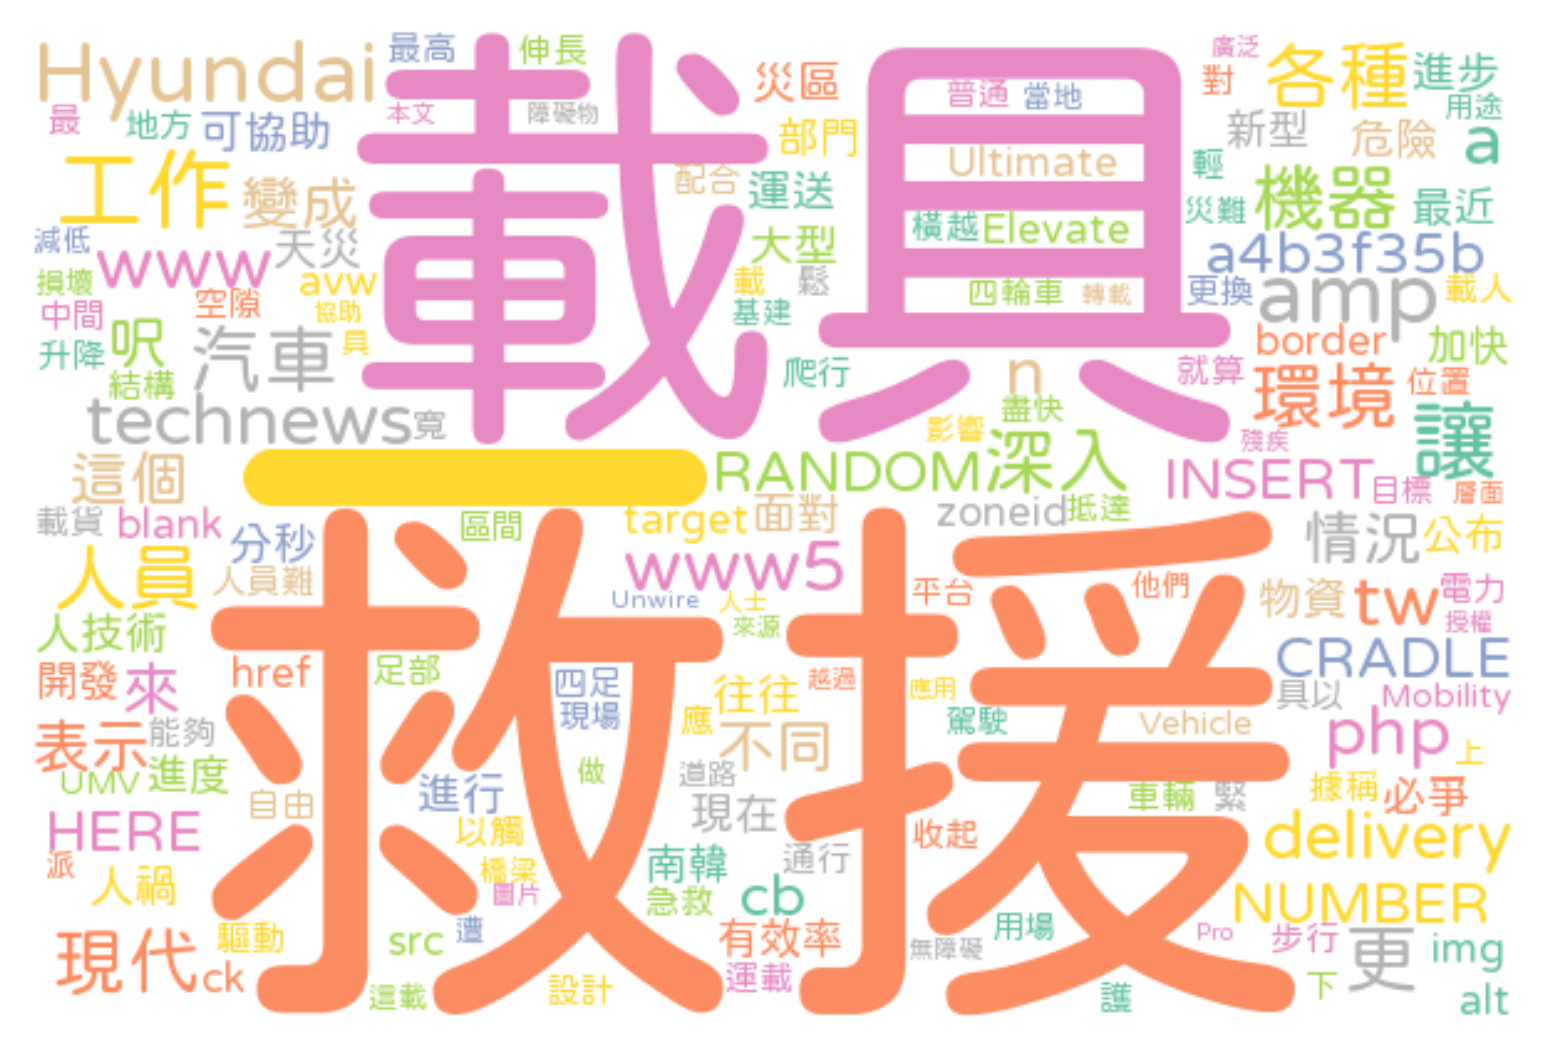 Hyundai 最高 伸長 災區 載具 廣泛 各種 進步
最 地方 可協助 本文 障礙物 部門 普通 當地 對 新型 危險 用途 a
工作 變成 配合 運送 Ultimate 輕 機器 最近
減低 www 天災 大型 橫越 Elevate 災難 a4b3f35b
損壞 空隙 avw 載 鬆 四輪車 轉載 更換 amp 載人
中間 呎 汽車 協助 具 基建 border 加快
升降 結構 爬行 n 就算 環境 位置
technews 寬 影響 盡快 殘疾 讓
這個 一 RANDOM 深入 INSERT 目標 層面
載貨 blank 分秒 區間 target 面對 zoneid 抵達 情況 公布
人員 人員難 救援 www5 平台 他們 物資 tw 電力
人技術 Unwire 人士 來源 CRADLE 授權
開發 來 href 足部 四足 往往 越過 應用 具以 Mobility
表示 能夠 現場 應 不同 駕駛 Vehicle php 上
UMV 進度 自由 進行 做 道路 現在 車輛 緊 據稱 必爭
HERE 以觸 收起 delivery
派 人禍 橋梁 圖片 南韓 急救 通行 cb NUMBER
現代 ck 驅動 src 遭 有效率 無障礙 用場 Pro 步行 更 img
這載 設計 運載 護 下 alt